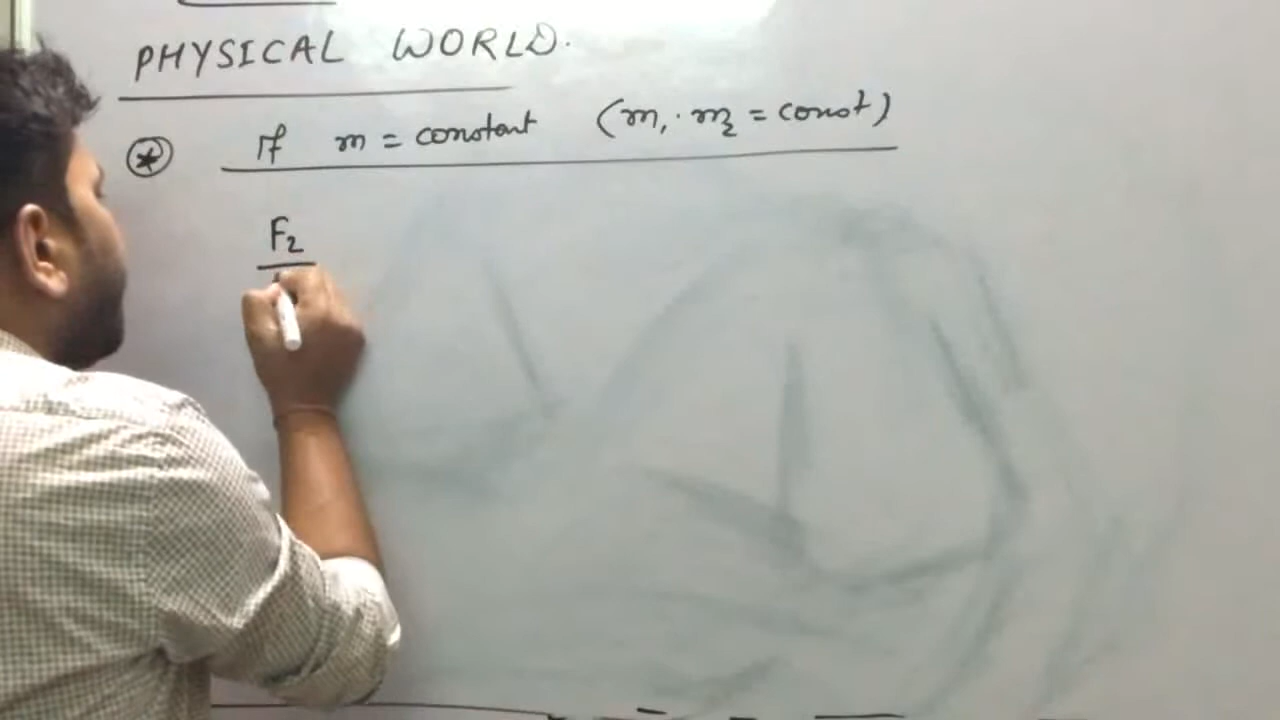 PHYSICAL WORLD.
If m = constant (m₁·m₂ = const)
F₂